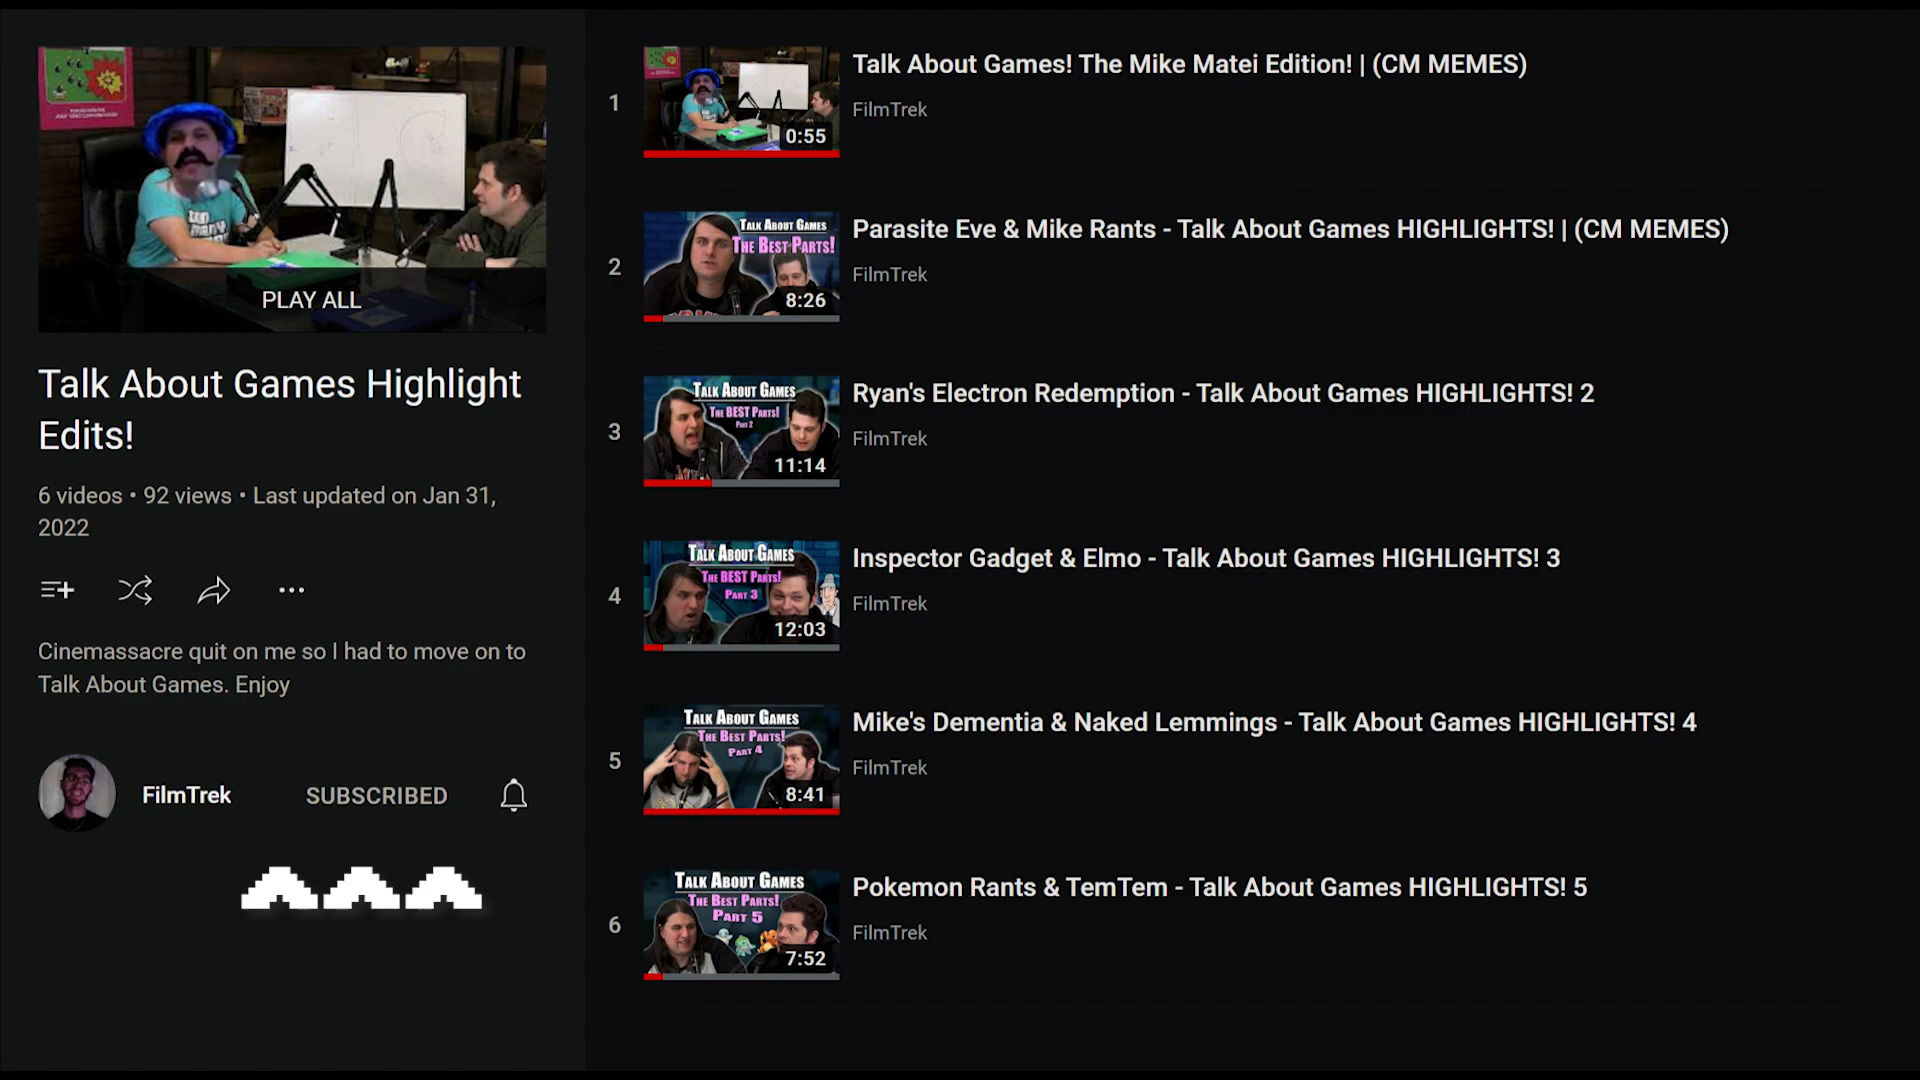 PLAY ALL
Talk About Games Highlight
Edits!
6 videos • 92 views • Last updated on Jan 31,
2022
Cinemassacre quit on me so I had to move on to
Talk About Games. Enjoy
FilmTrek
SUBSCRIBED
1
0:55
Talk About Games! The Mike Matei Edition! | (CM MEMES)
FilmTrek
2
TALK ABOUT GAMES
THE BEST PARTS!
8:26
Parasite Eve & Mike Rants - Talk About Games HIGHLIGHTS! | (CM MEMES)
FilmTrek
3
TALK ABOUT GAMES
THE BEST PARTS!
PART 2
11:14
Ryan's Electron Redemption - Talk About Games HIGHLIGHTS! 2
FilmTrek
4
TALK ABOUT GAMES
THE BEST PARTS!
PART 3
12:03
Inspector Gadget & Elmo - Talk About Games HIGHLIGHTS! 3
FilmTrek
5
TALK ABOUT GAMES
THE BEST PARTS!
PART 4
8:41
Mike's Dementia & Naked Lemmings - Talk About Games HIGHLIGHTS! 4
FilmTrek
6
TALK ABOUT GAMES
THE BEST PARTS!
PART 5
7:52
Pokemon Rants & TemTem - Talk About Games HIGHLIGHTS! 5
FilmTrek